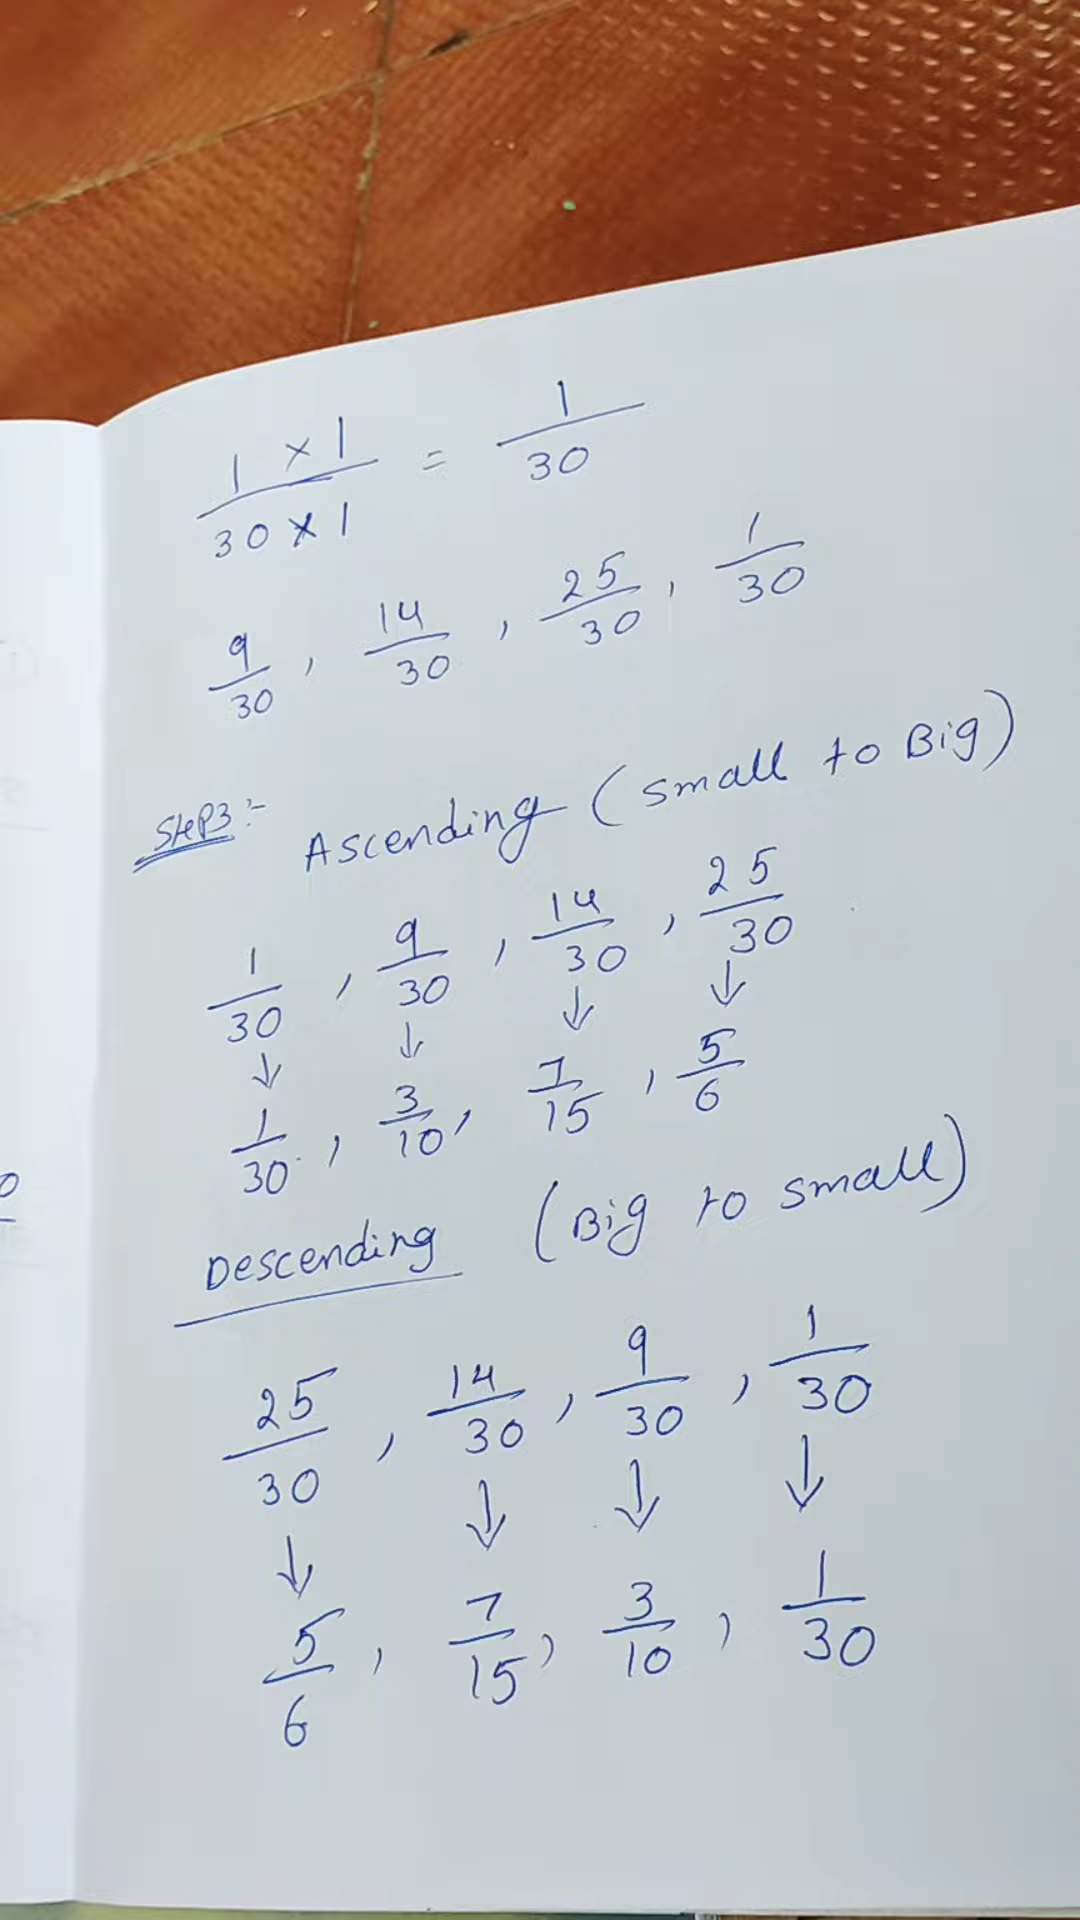 1 × 1 / 30 × 1 = 1/30
9/30 , 14/30 , 25/30 , 1/30
Step3 :- Ascending (small to Big)
1/30 , 9/30 , 14/30 , 25/30
↓ ↓ ↓ ↓
1/30 , 3/10 , 7/15 , 5/6
Descending (Big to small)
25/30 , 14/30 , 9/30 , 1/30
↓ ↓ ↓ ↓
5/6 , 7/15 , 3/10 , 1/30